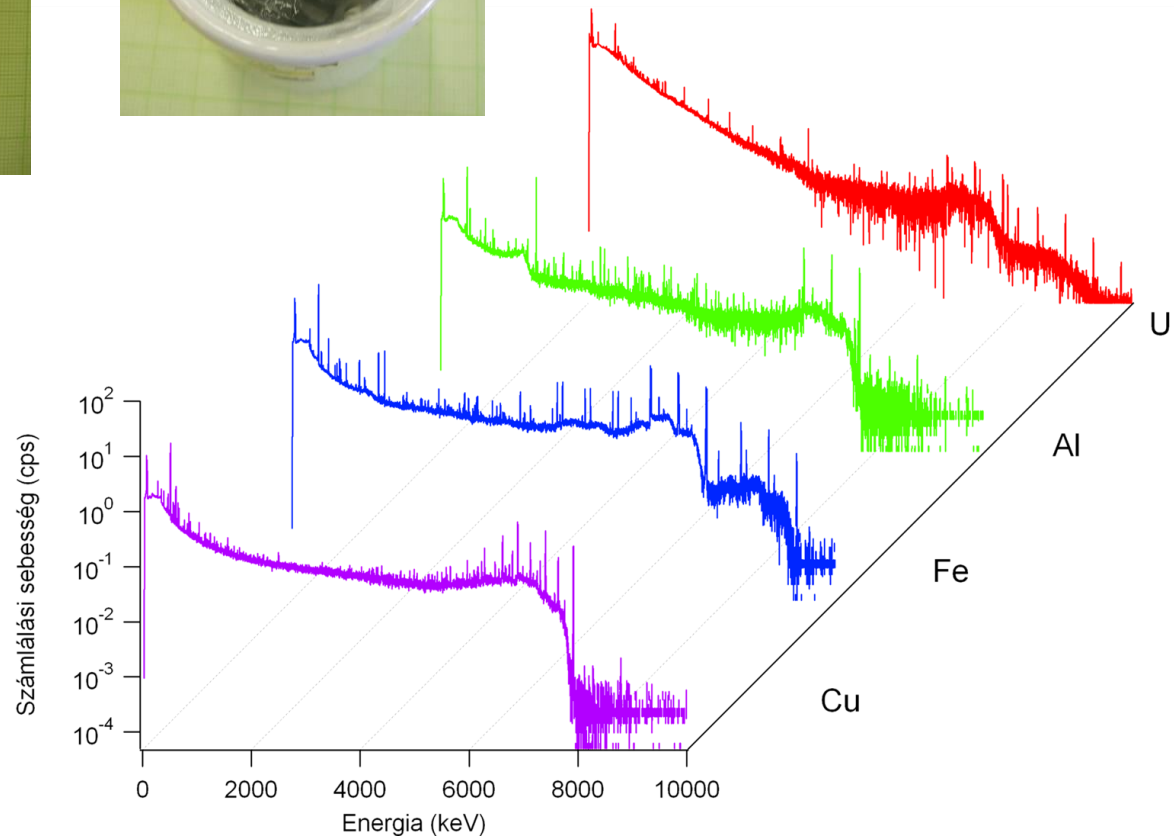 U
Al
Fe
Cu
Számlálási sebesség (cps)
10²
10¹
10⁰
10⁻¹
10⁻²
10⁻³
10⁻⁴
0 2000 4000 6000 8000 10000
Energia (keV)